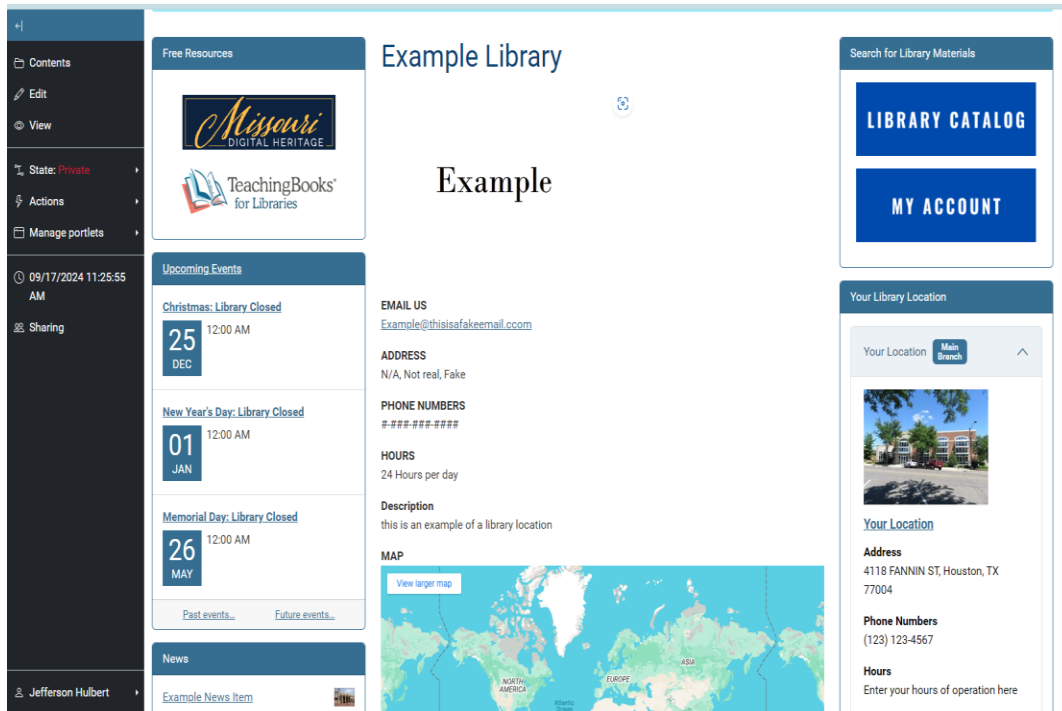 Contents
Edit
View
State: Private
Actions
Manage portlets
09/17/2024 11:25:55
AM
Sharing
Jefferson Hulbert
Free Resources
Missouri
DIGITAL HERITAGE
TeachingBooks
for Libraries
Upcoming Events
Christmas: Library Closed
25
DEC
12:00 AM
New Year's Day: Library Closed
01
JAN
12:00 AM
Memorial Day: Library Closed
26
MAY
12:00 AM
Past events...
Future events...
News
Example News Item
Example Library
Example
EMAIL US
Example@thisisafakeemail.ccom
ADDRESS
N/A, Not real, Fake
PHONE NUMBERS
#-###-###-####
HOURS
24 Hours per day
Description
this is an example of a library location
MAP
View larger map
NORTH
AMERICA
EUROPE
ASIA
Atlantic
Ocean
Search for Library Materials
LIBRARY CATALOG
MY ACCOUNT
Your Library Location
Your Location
Main
Branch
Your Location
Address
4118 FANNIN ST, Houston, TX
77004
Phone Numbers
(123) 123-4567
Hours
Enter your hours of operation here